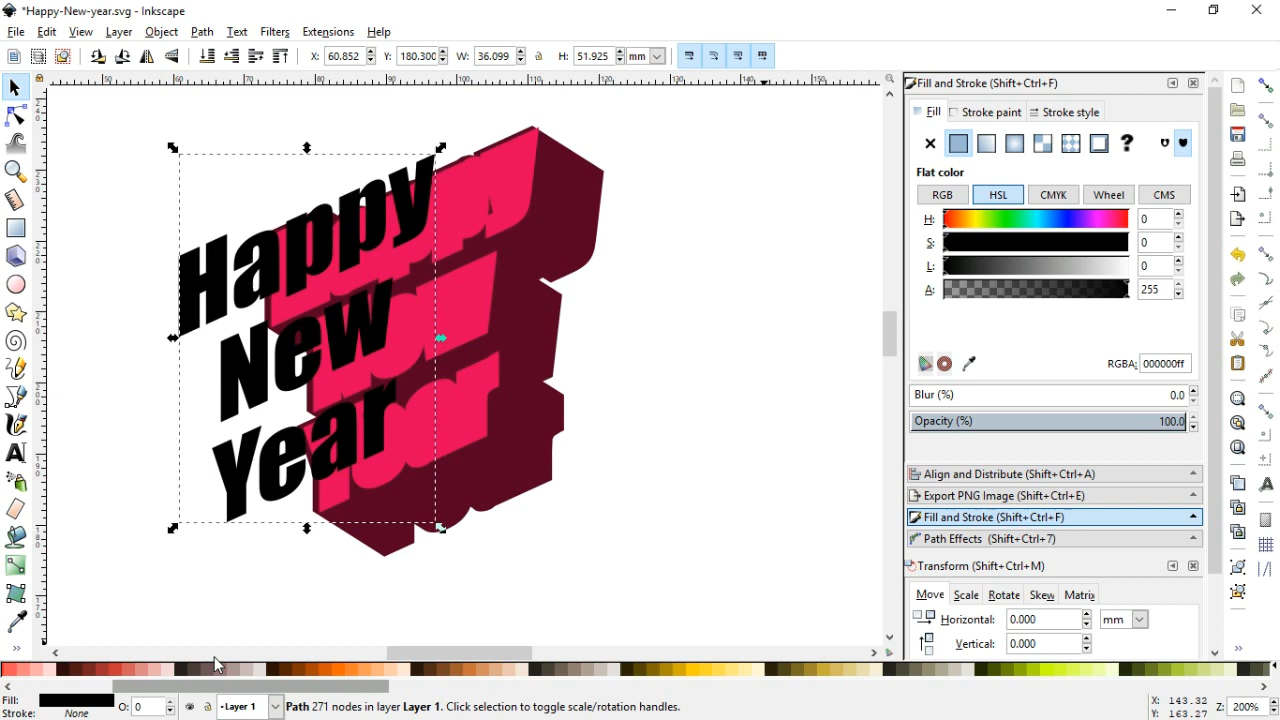 *Happy-New-year.svg - Inkscape
File Edit View Layer Object Path Text Filters Extensions Help
X: 60.852 Y: 180.300 W: 36.099 H: 51.925 mm
Fill and Stroke (Shift+Ctrl+F)
Fill Stroke paint Stroke style
Flat color
RGB HSL CMYK Wheel CMS
H: 0
S: 0
L: 0
A: 255
RGBA: 000000ff
Blur (%) 0.0
Opacity (%) 100.0
Align and Distribute (Shift+Ctrl+A)
Export PNG Image (Shift+Ctrl+E)
Fill and Stroke (Shift+Ctrl+F)
Path Effects (Shift+Ctrl+7)
Transform (Shift+Ctrl+M)
Move Scale Rotate Skew Matrix
Horizontal: 0.000 mm
Vertical: 0.000
Happy
New
Year
Fill:
Stroke: None
O: 0
Layer 1
Path 271 nodes in layer Layer 1. Click selection to toggle scale/rotation handles.
X: 143.32
Y: 163.27
Z: 200%